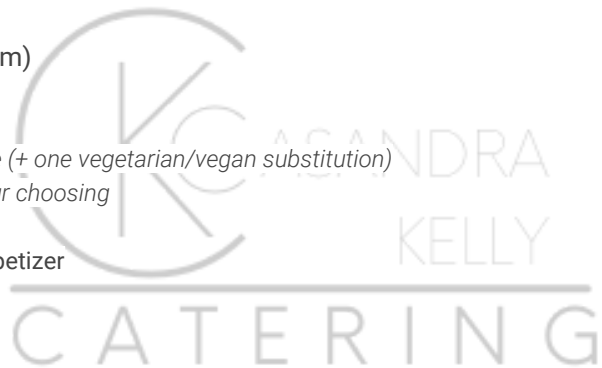 m)
(+ one vegetarian/vegan substitution)
r choosing
petizer
CASANDRA
KELLY
CATERING